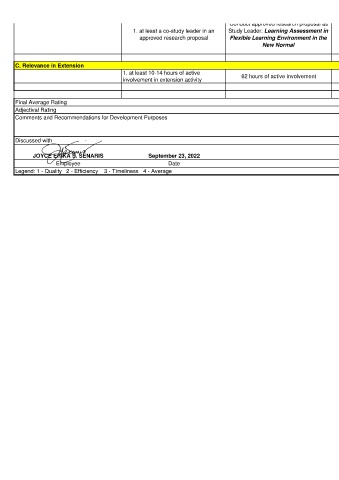 Conduct approved research proposal as
1. at least a co-study leader in an
approved research proposal
Study Leader: Learning Assessment in
Flexible Learning Environment in the
New Normal
C. Relevance in Extension
1. at least 10-14 hours of active
involvement in extension activity
62 hours of active involvement
Final Average Rating
Adjectival Rating
Comments and Recommendations for Development Purposes
Discussed with
JOYCE ERIKA S. SENARIS
September 23, 2022
Employee
Date
Legend: 1 - Quality 2 - Efficiency 3 - Timeliness 4 - Average